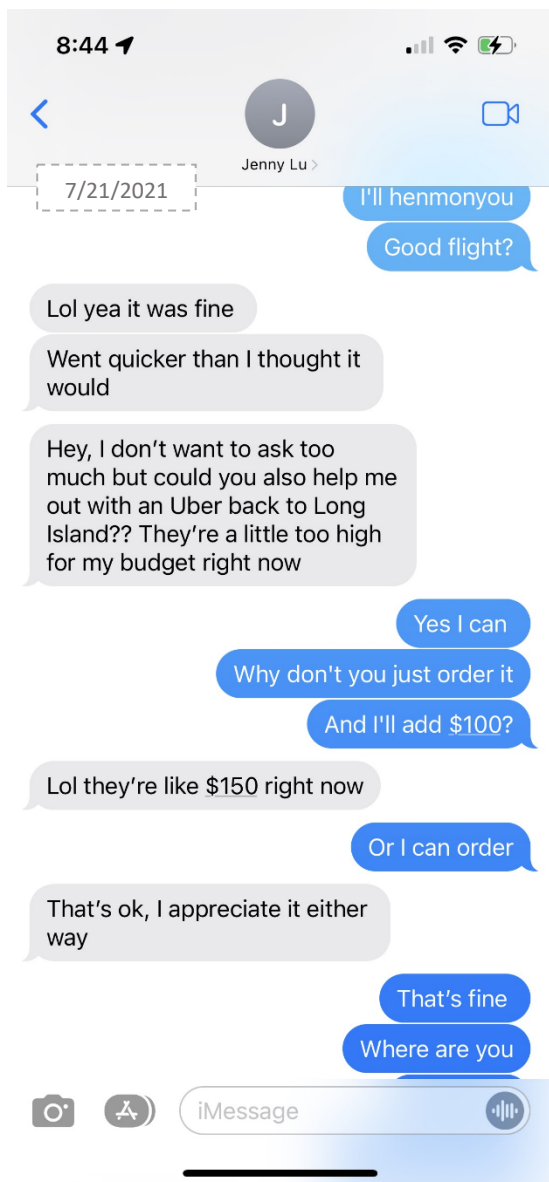 8:44
J
Jenny Lu
7/21/2021
I'll henmonyou
Good flight?
Lol yea it was fine
Went quicker than I thought it
would
Hey, I don’t want to ask too
much but could you also help me
out with an Uber back to Long
Island?? They’re a little too high
for my budget right now
Yes I can
Why don't you just order it
And I'll add $100?
Lol they’re like $150 right now
Or I can order
That’s ok, I appreciate it either
way
That’s fine
Where are you
iMessage